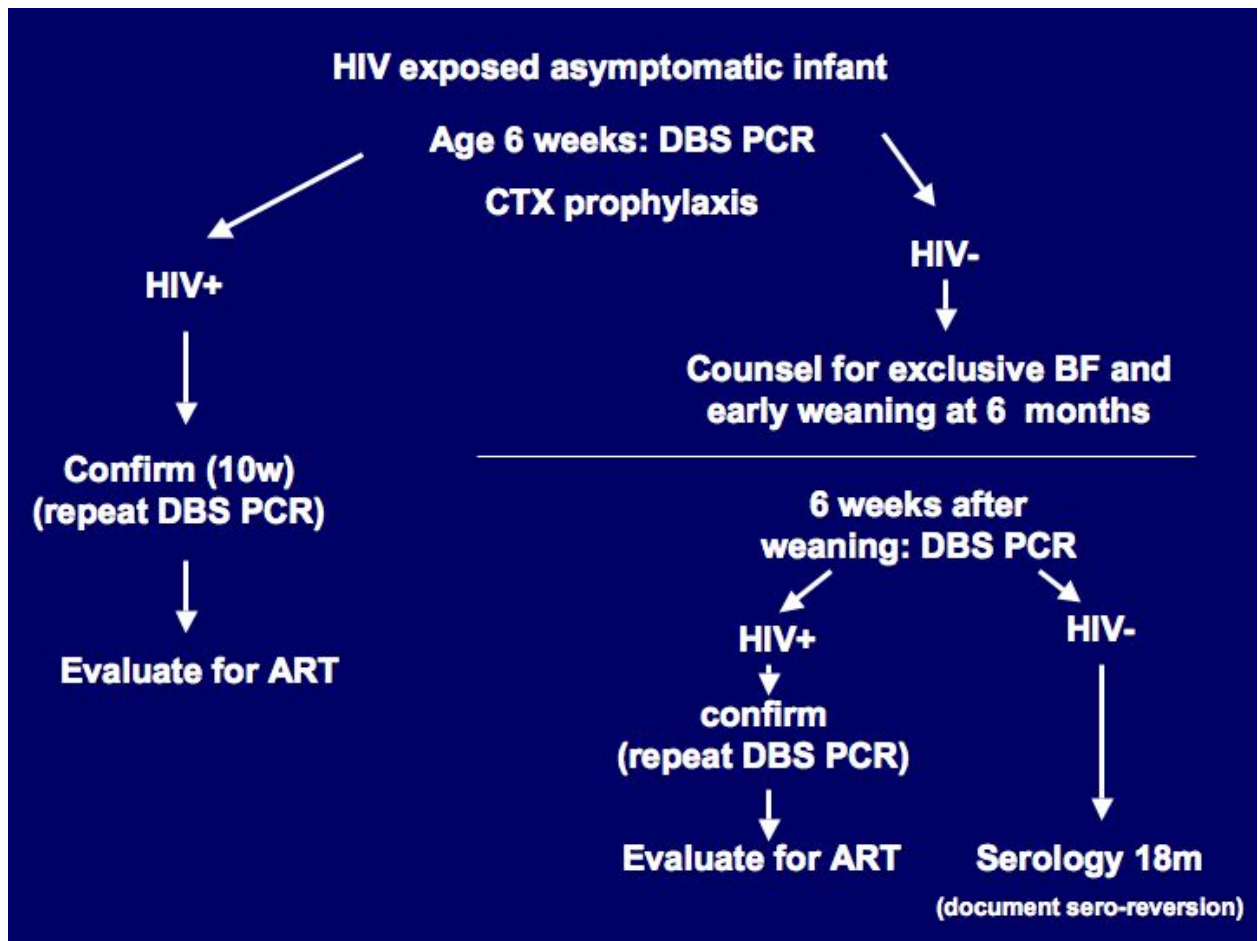 HIV exposed asymptomatic infant
Age 6 weeks: DBS PCR
CTX prophylaxis
HIV+
Confirm (10w)
(repeat DBS PCR)
Evaluate for ART
HIV-
Counsel for exclusive BF and
early weaning at 6 months
6 weeks after
weaning: DBS PCR
HIV+
confirm
(repeat DBS PCR)
Evaluate for ART
HIV-
Serology 18m
(document sero-reversion)